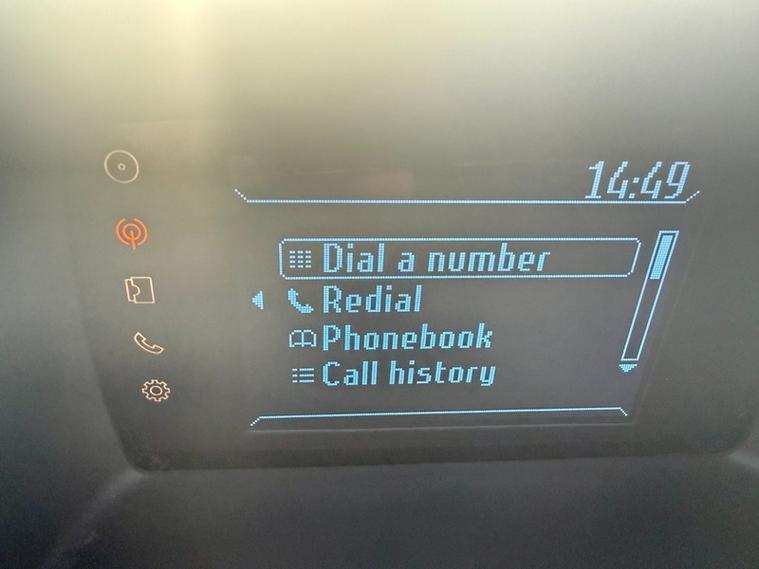 14:49
Dial a number
Redial
Phonebook
Call history